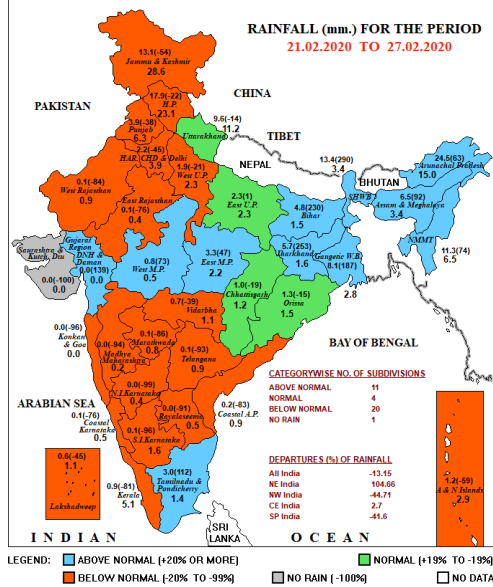 RAINFALL (mm.) FOR THE PERIOD
21.02.2020 TO 27.02.2020
13.1(-54)
Jammu & Kashmir
28.6
CHINA
PAKISTAN
17.9(-22)
H.P.
23.1
3.9(-38)
Punjab
6.3
9.6(-14)
Uttarakhand
11.2
TIBET
2.2(-45)
HAR. CHD & Delhi
3.9
1.9(-21)
West U.P.
2.3
NEPAL
13.4(290)
3.4
24.5(63)
Arunachal Pradesh
15.0
BHUTAN
0.1(-84)
West Rajasthan
0.9
East Rajasthan
0.1(-76)
0.4
2.3(1)
East U.P.
2.3
SHWB
6.5(92)
Assam & Meghalaya
3.4
4.8(230)
Bihar
1.5
NMMT
11.3(74)
6.5
Saurashtra &
Kutch, Diu
0.0(-100)
0.0
Gujarat
Region
DNH &
Daman
0.0(139)
0.0
0.8(73)
West M.P.
0.5
3.3(47)
East M.P.
2.2
5.7(253)
Jharkhand
1.6
Gangetic W.B.
8.1(187)
2.8
1.0(-19)
Chhattisgarh
1.2
1.3(-15)
Orissa
1.5
0.7(-39)
Vidarbha
1.1
0.0(-96)
Konkan
& Goa
0.0
0.1(-86)
Marathwada
0.8
0.0(-94)
Madhya
Maharashtra
0.2
0.1(-93)
Telangana
0.9
BAY OF BENGAL
CATEGORYWISE NO. OF SUBDIVISIONS
ABOVE NORMAL 11
NORMAL 4
BELOW NORMAL 20
NO RAIN 1
0.0(-99)
N.I.Karnataka
0.4
ARABIAN SEA
0.1(-76)
Coastal
Karnataka
0.5
0.0(-91)
Rayalaseema
0.5
0.2(-83)
Coastal A.P.
0.9
0.1(-96)
S.I.Karnataka
1.6
DEPARTURES (%) OF RAINFALL
All India -13.15
NE India 104.66
NW India -44.71
CE India 2.7
SP India -41.6
0.6(-45)
1.1
Lakshadweep
0.9(-81)
Kerala
5.1
3.0(112)
Tamilnadu &
Pondicherry
1.4
1.2(-59)
A & N Islands
2.9
SRI
LANKA
INDIAN OCEAN
LEGEND: ABOVE NORMAL (+20% OR MORE) NORMAL (+19% TO -19%)
BELOW NORMAL (-20% TO -99%) NO RAIN ( -100%) NO DATA